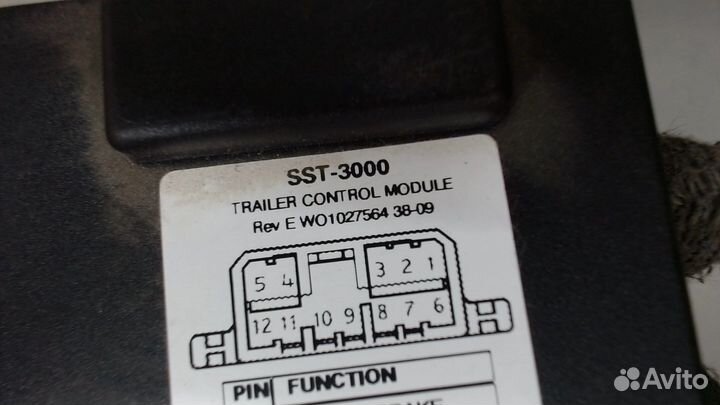 SST-3000
TRAILER CONTROL MODULE
Rev E WO1027564 38-09
5 4 3 2 1
12 11 10 9 8 7 6
PIN FUNCTION
Avito